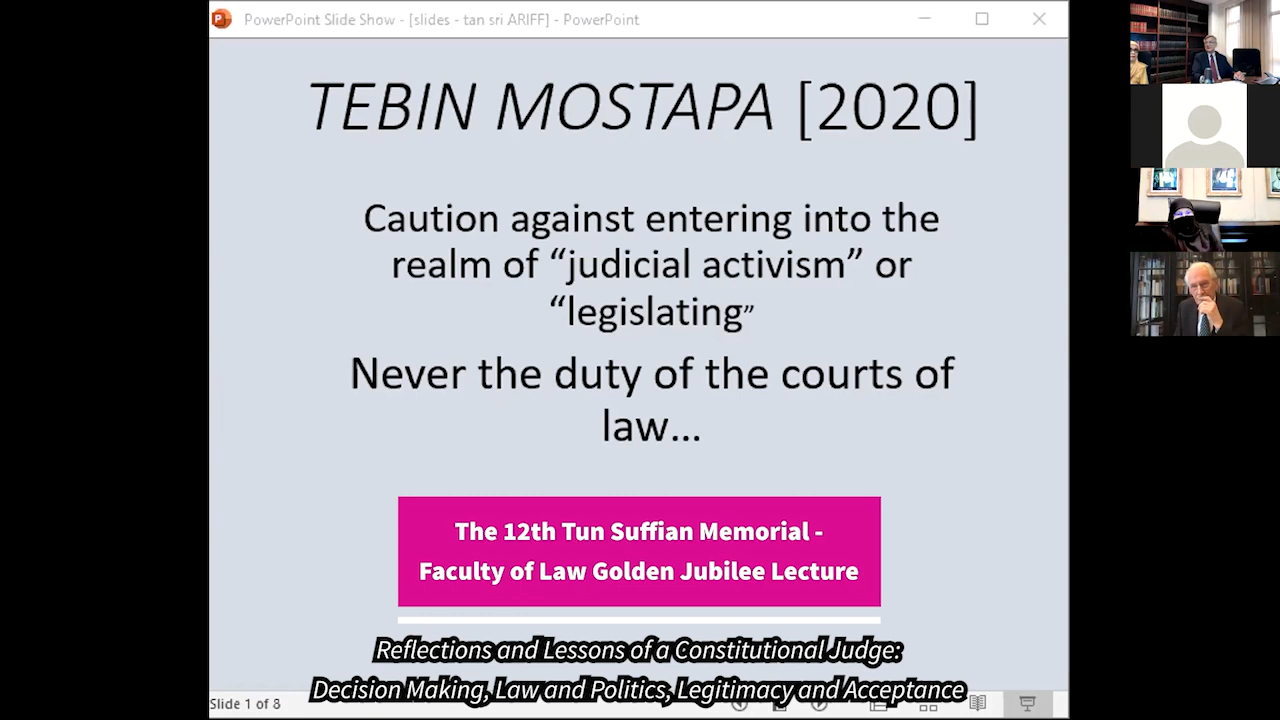 PowerPoint Slide Show - [slides - tan sri ARIFF] - PowerPoint
TEBIN MOSTAPA [2020]
Caution against entering into the
realm of “judicial activism” or
“legislating”
Never the duty of the courts of
law...
The 12th Tun Suffian Memorial -
Faculty of Law Golden Jubilee Lecture
Reflections and Lessons of a Constitutional Judge:
Decision Making, Law and Politics, Legitimacy and Acceptance
Slide 1 of 8